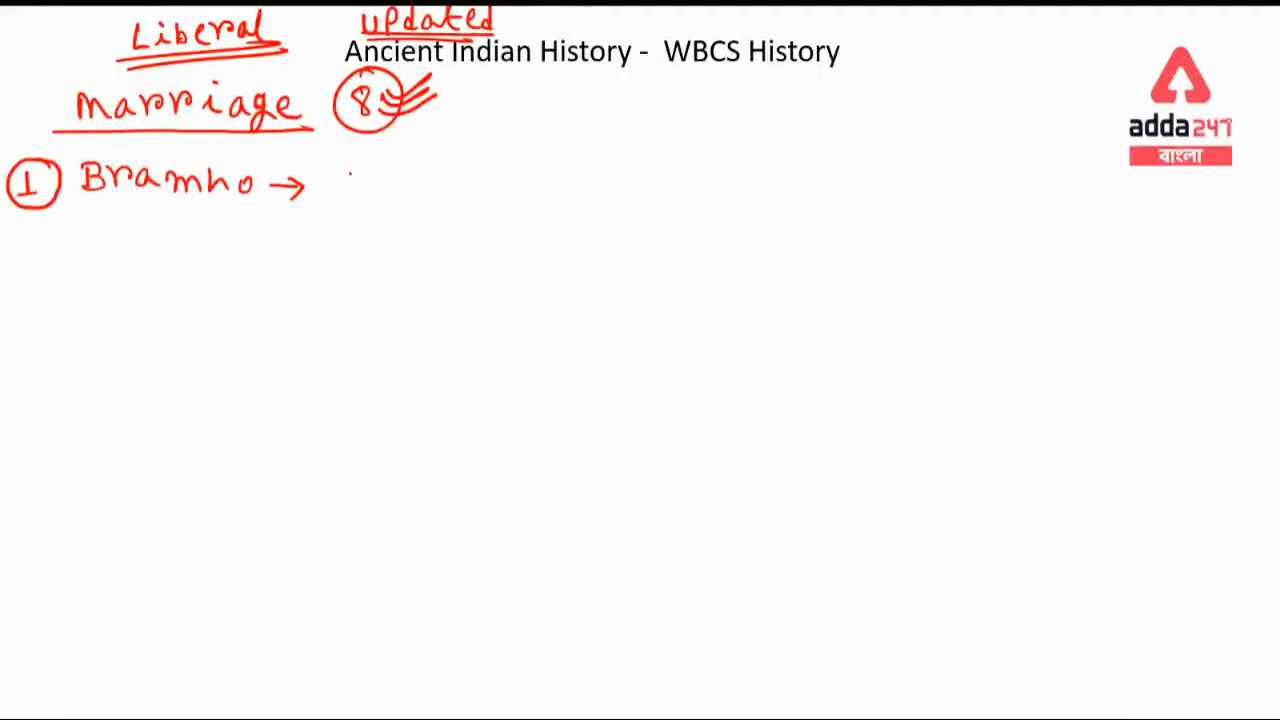 Liberal updated
Ancient Indian History - WBCS History
Marriage 8
1 Bramho →
adda247
বাংলা